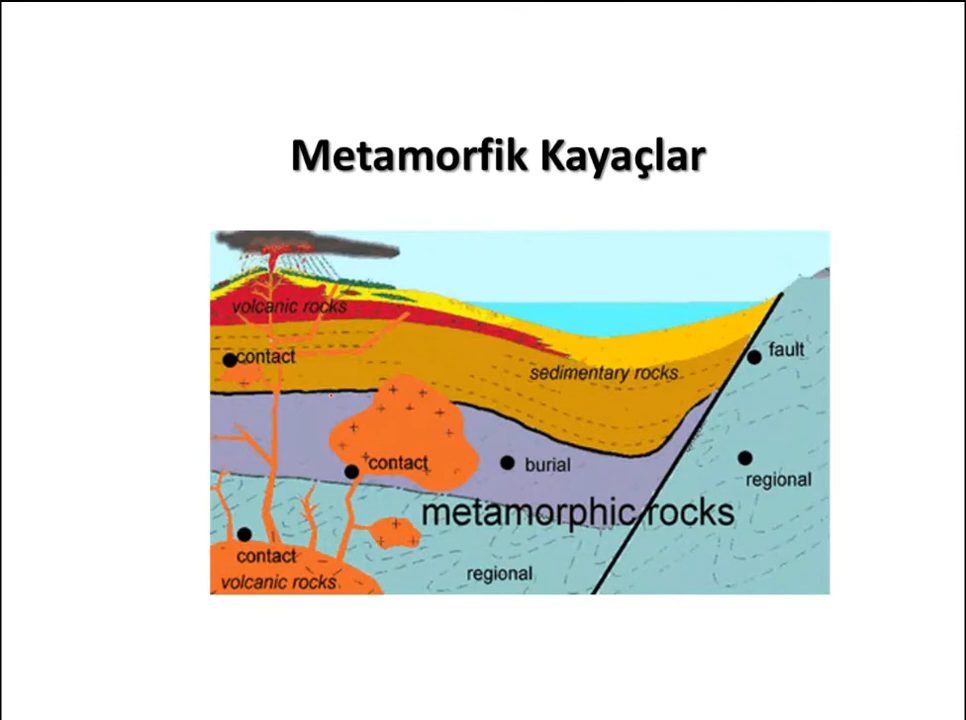 Metamorfik Kayaçlar
volcanic rocks
contact
fault
sedimentary rocks
contact
burial
regional
metamorphic rocks
contact
regional
volcanic rocks